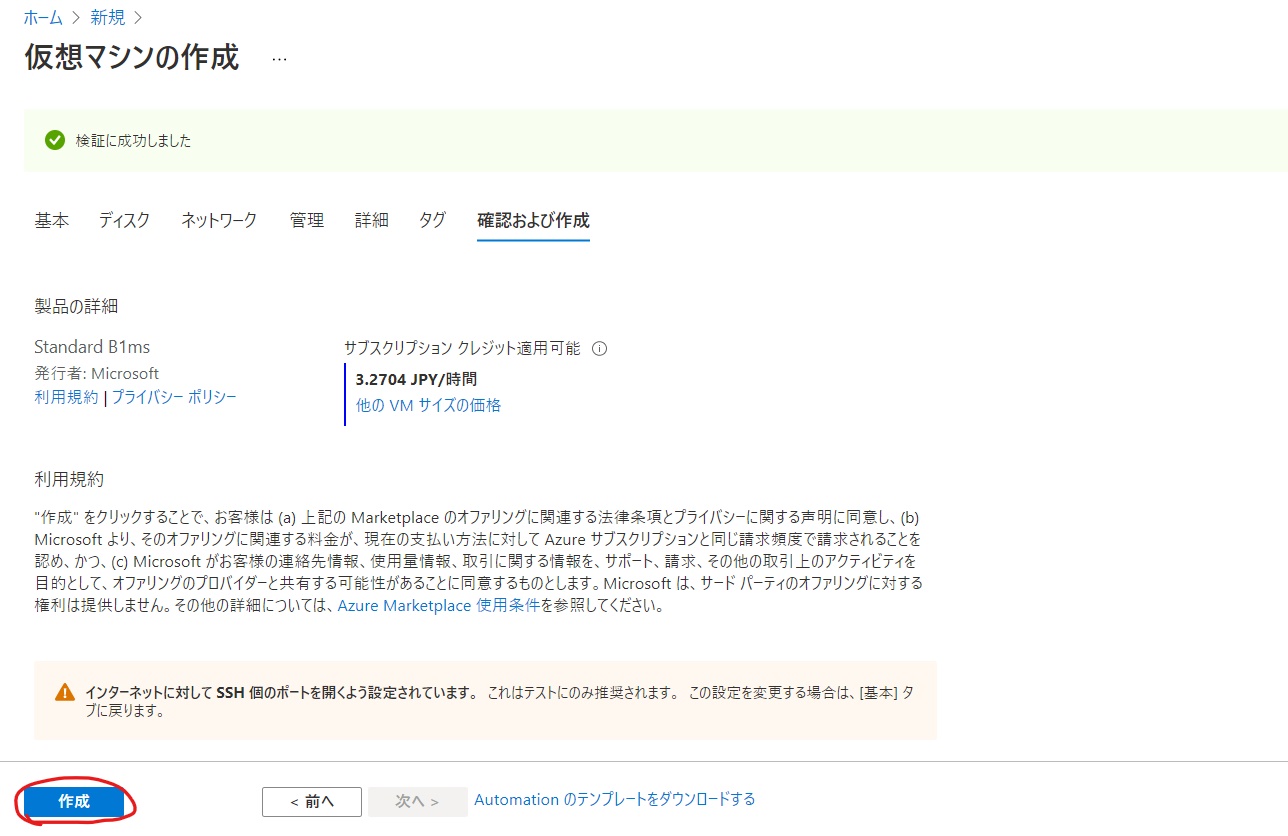 ホーム > 新規 >
仮想マシンの作成 …
検証に成功しました
基本 ディスク ネットワーク 管理 詳細 タグ 確認および作成
製品の詳細
Standard B1ms
発行者: Microsoft
利用規約 | プライバシー ポリシー
サブスクリプション クレジット適用可能
3.2704 JPY/時間
他の VM サイズの価格
利用規約
"作成" をクリックすることで、お客様は (a) 上記の Marketplace のオファリングに関連する法律条項とプライバシーに関する声明に同意し、(b)
Microsoft より、そのオファリングに関連する料金が、現在の支払い方法に対して Azure サブスクリプションと同じ請求頻度で請求されることを
認め、かつ、(c) Microsoft がお客様の連絡先情報、使用量情報、取引に関する情報を、サポート、請求、その他の取引上のアクティビティを
目的として、オファリングのプロバイダーと共有する可能性があることに同意するものとします。Microsoft は、サード パーティのオファリングに対する
権利は提供しません。その他の詳細については、Azure Marketplace 使用条件を参照してください。
インターネットに対して SSH 個のポートを開くよう設定されています。 これはテストにのみ推奨されます。 この設定を変更する場合は、[基本] タ
ブに戻ります。
作成 < 前へ 次へ > Automation のテンプレートをダウンロードする